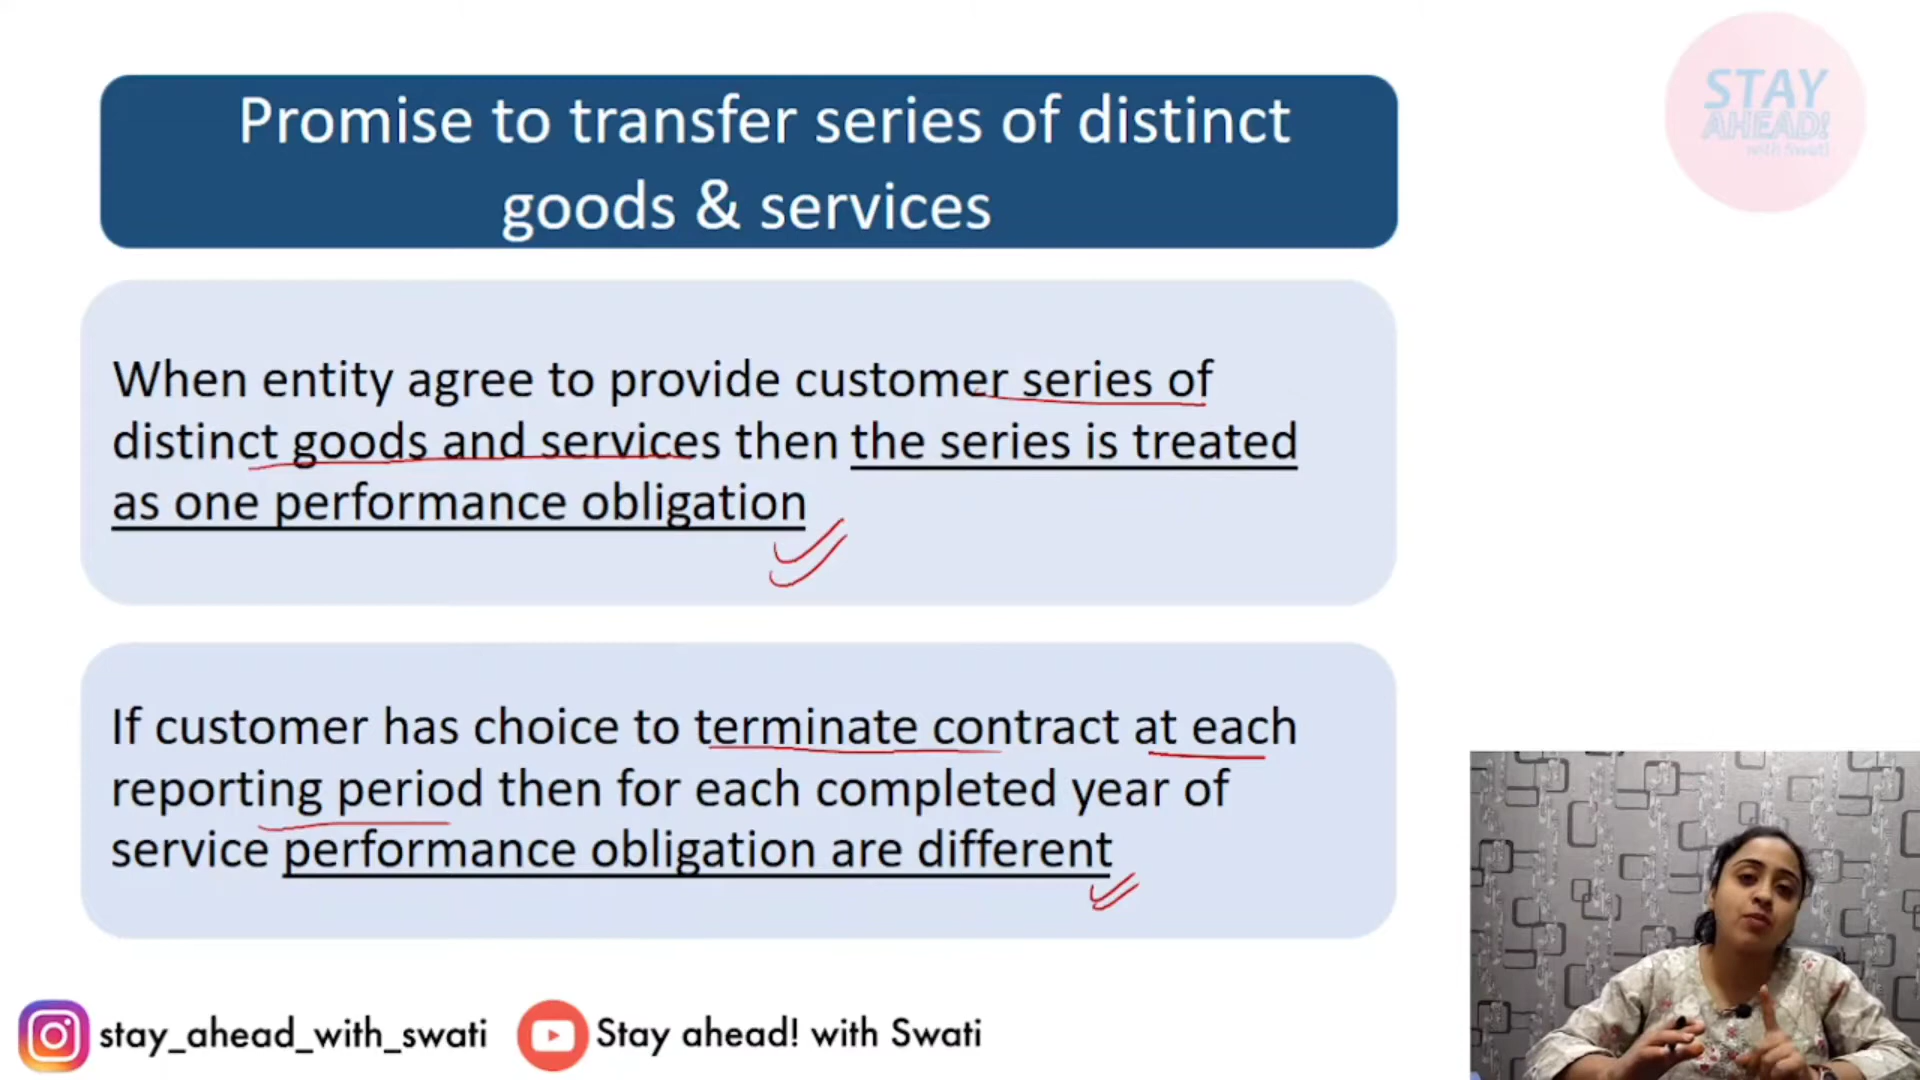 Promise to transfer series of distinct
goods & services
STAY
AHEAD!
with Swati
When entity agree to provide customer series of
distinct goods and services then the series is treated
as one performance obligation
If customer has choice to terminate contract at each
reporting period then for each completed year of
service performance obligation are different
stay_ahead_with_swati
Stay ahead! with Swati